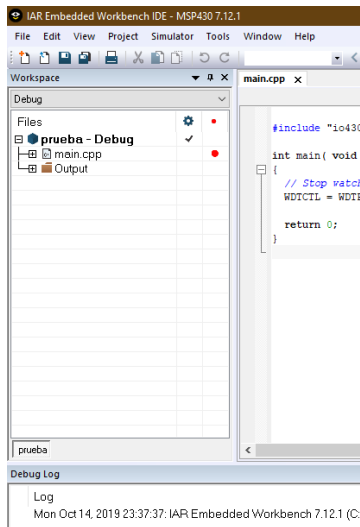 IAR Embedded Workbench IDE - MSP430 7.12.1
File Edit View Project Simulator Tools Window Help
Workspace
main.cpp
Debug
Files
prueba - Debug
main.cpp
Output
#include "io430
int main( void
{
// Stop watch
WDTCTL = WDTP
return 0;
}
prueba
Debug Log
Log
Mon Oct 14, 2019 23:37:37: IAR Embedded Workbench 7.12.1 (C: